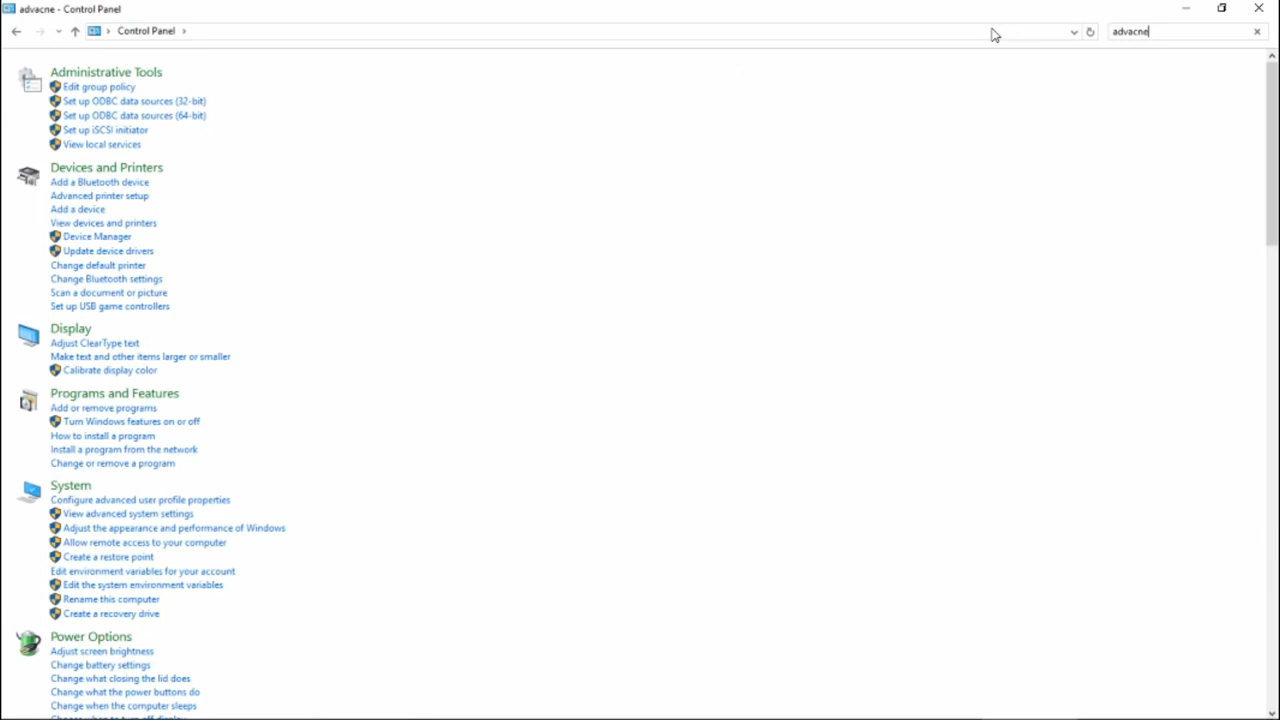 advacne - Control Panel
Control Panel
advacne
Administrative Tools
Edit group policy
Set up ODBC data sources (32-bit)
Set up ODBC data sources (64-bit)
Set up iSCSI initiator
View local services
Devices and Printers
Add a Bluetooth device
Advanced printer setup
Add a device
View devices and printers
Device Manager
Update device drivers
Change default printer
Change Bluetooth settings
Scan a document or picture
Set up USB game controllers
Display
Adjust ClearType text
Make text and other items larger or smaller
Calibrate display color
Programs and Features
Add or remove programs
Turn Windows features on or off
How to install a program
Install a program from the network
Change or remove a program
System
Configure advanced user profile properties
View advanced system settings
Adjust the appearance and performance of Windows
Allow remote access to your computer
Create a restore point
Edit environment variables for your account
Edit the system environment variables
Rename this computer
Create a recovery drive
Power Options
Adjust screen brightness
Change battery settings
Change what closing the lid does
Change what the power buttons do
Change when the computer sleeps
Change when to turn off display